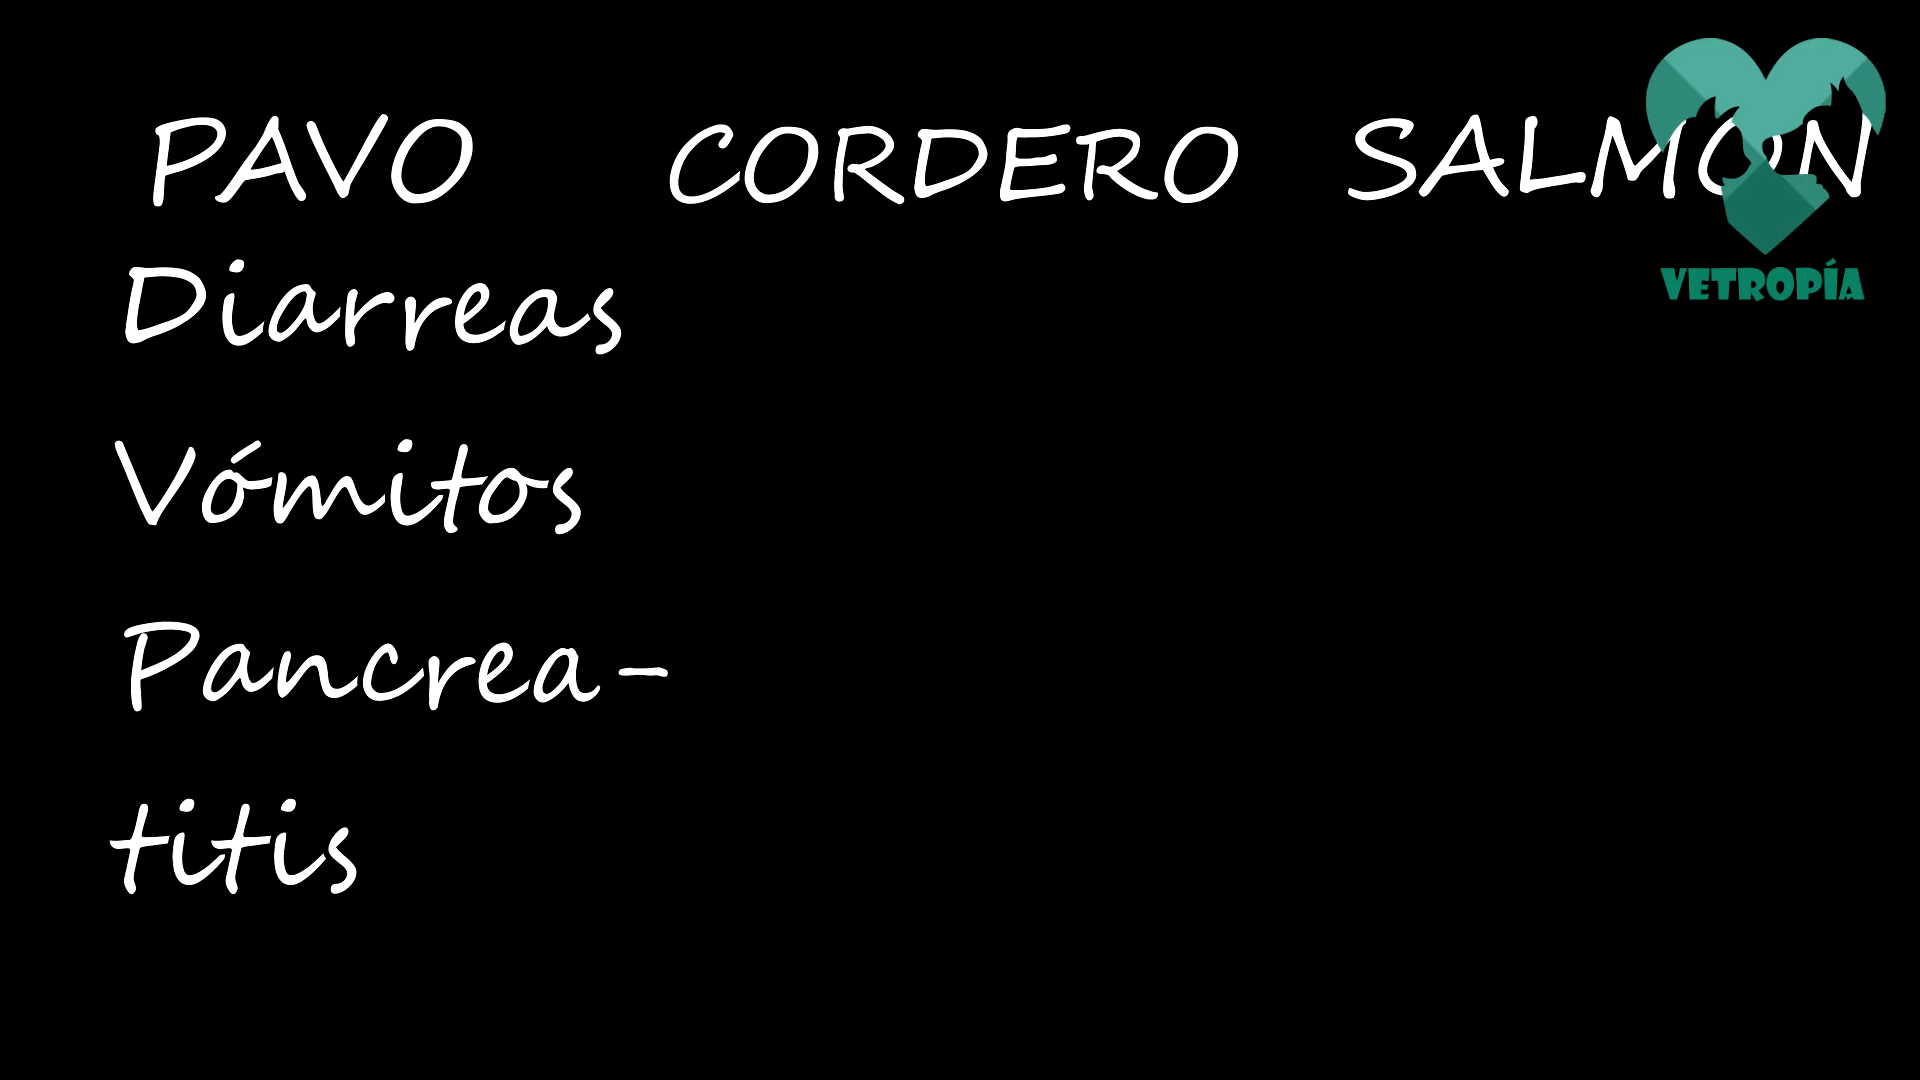 PAVO CORDERO SALMON
VETROPÍA
Diarreas
Vómitos
Pancrea-
titis